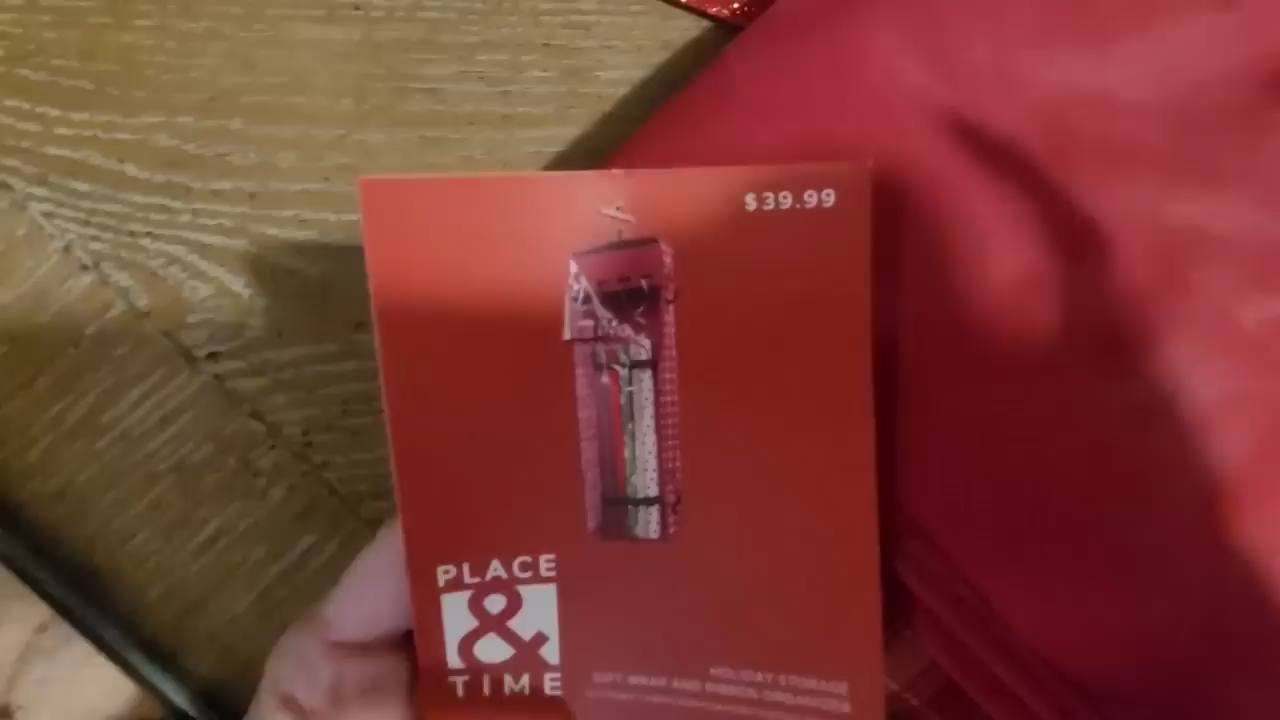 $39.99
PLACE
&
TIME
HOLIDAY STORAGE
GIFT WRAP AND RIBBON ORGANIZER